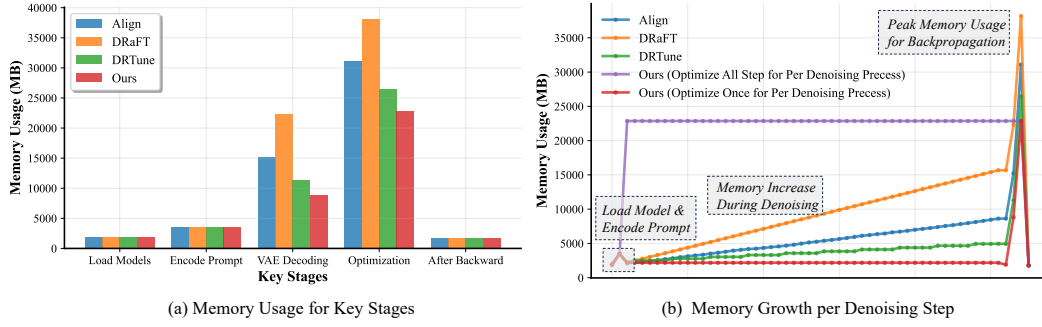 40000
35000
30000
25000
20000
15000
10000
5000
0
Memory Usage (MB)
Align
DRaFT
DRTune
Ours
Load Models
Encode Prompt
VAE Decoding
Optimization
After Backward
Key Stages
(a) Memory Usage for Key Stages
35000
30000
25000
20000
15000
10000
5000
0
Memory Usage (MB)
Align
DRaFT
DRTune
Ours (Optimize All Step for Per Denoising Precess)
Ours (Optimize Once for Per Denoising Precess)
Peak Memory Usage
for Backpropagation
Memory Increase
During Denoising
Load Model &
Encode Prompt
(b) Memory Growth per Denoising Step